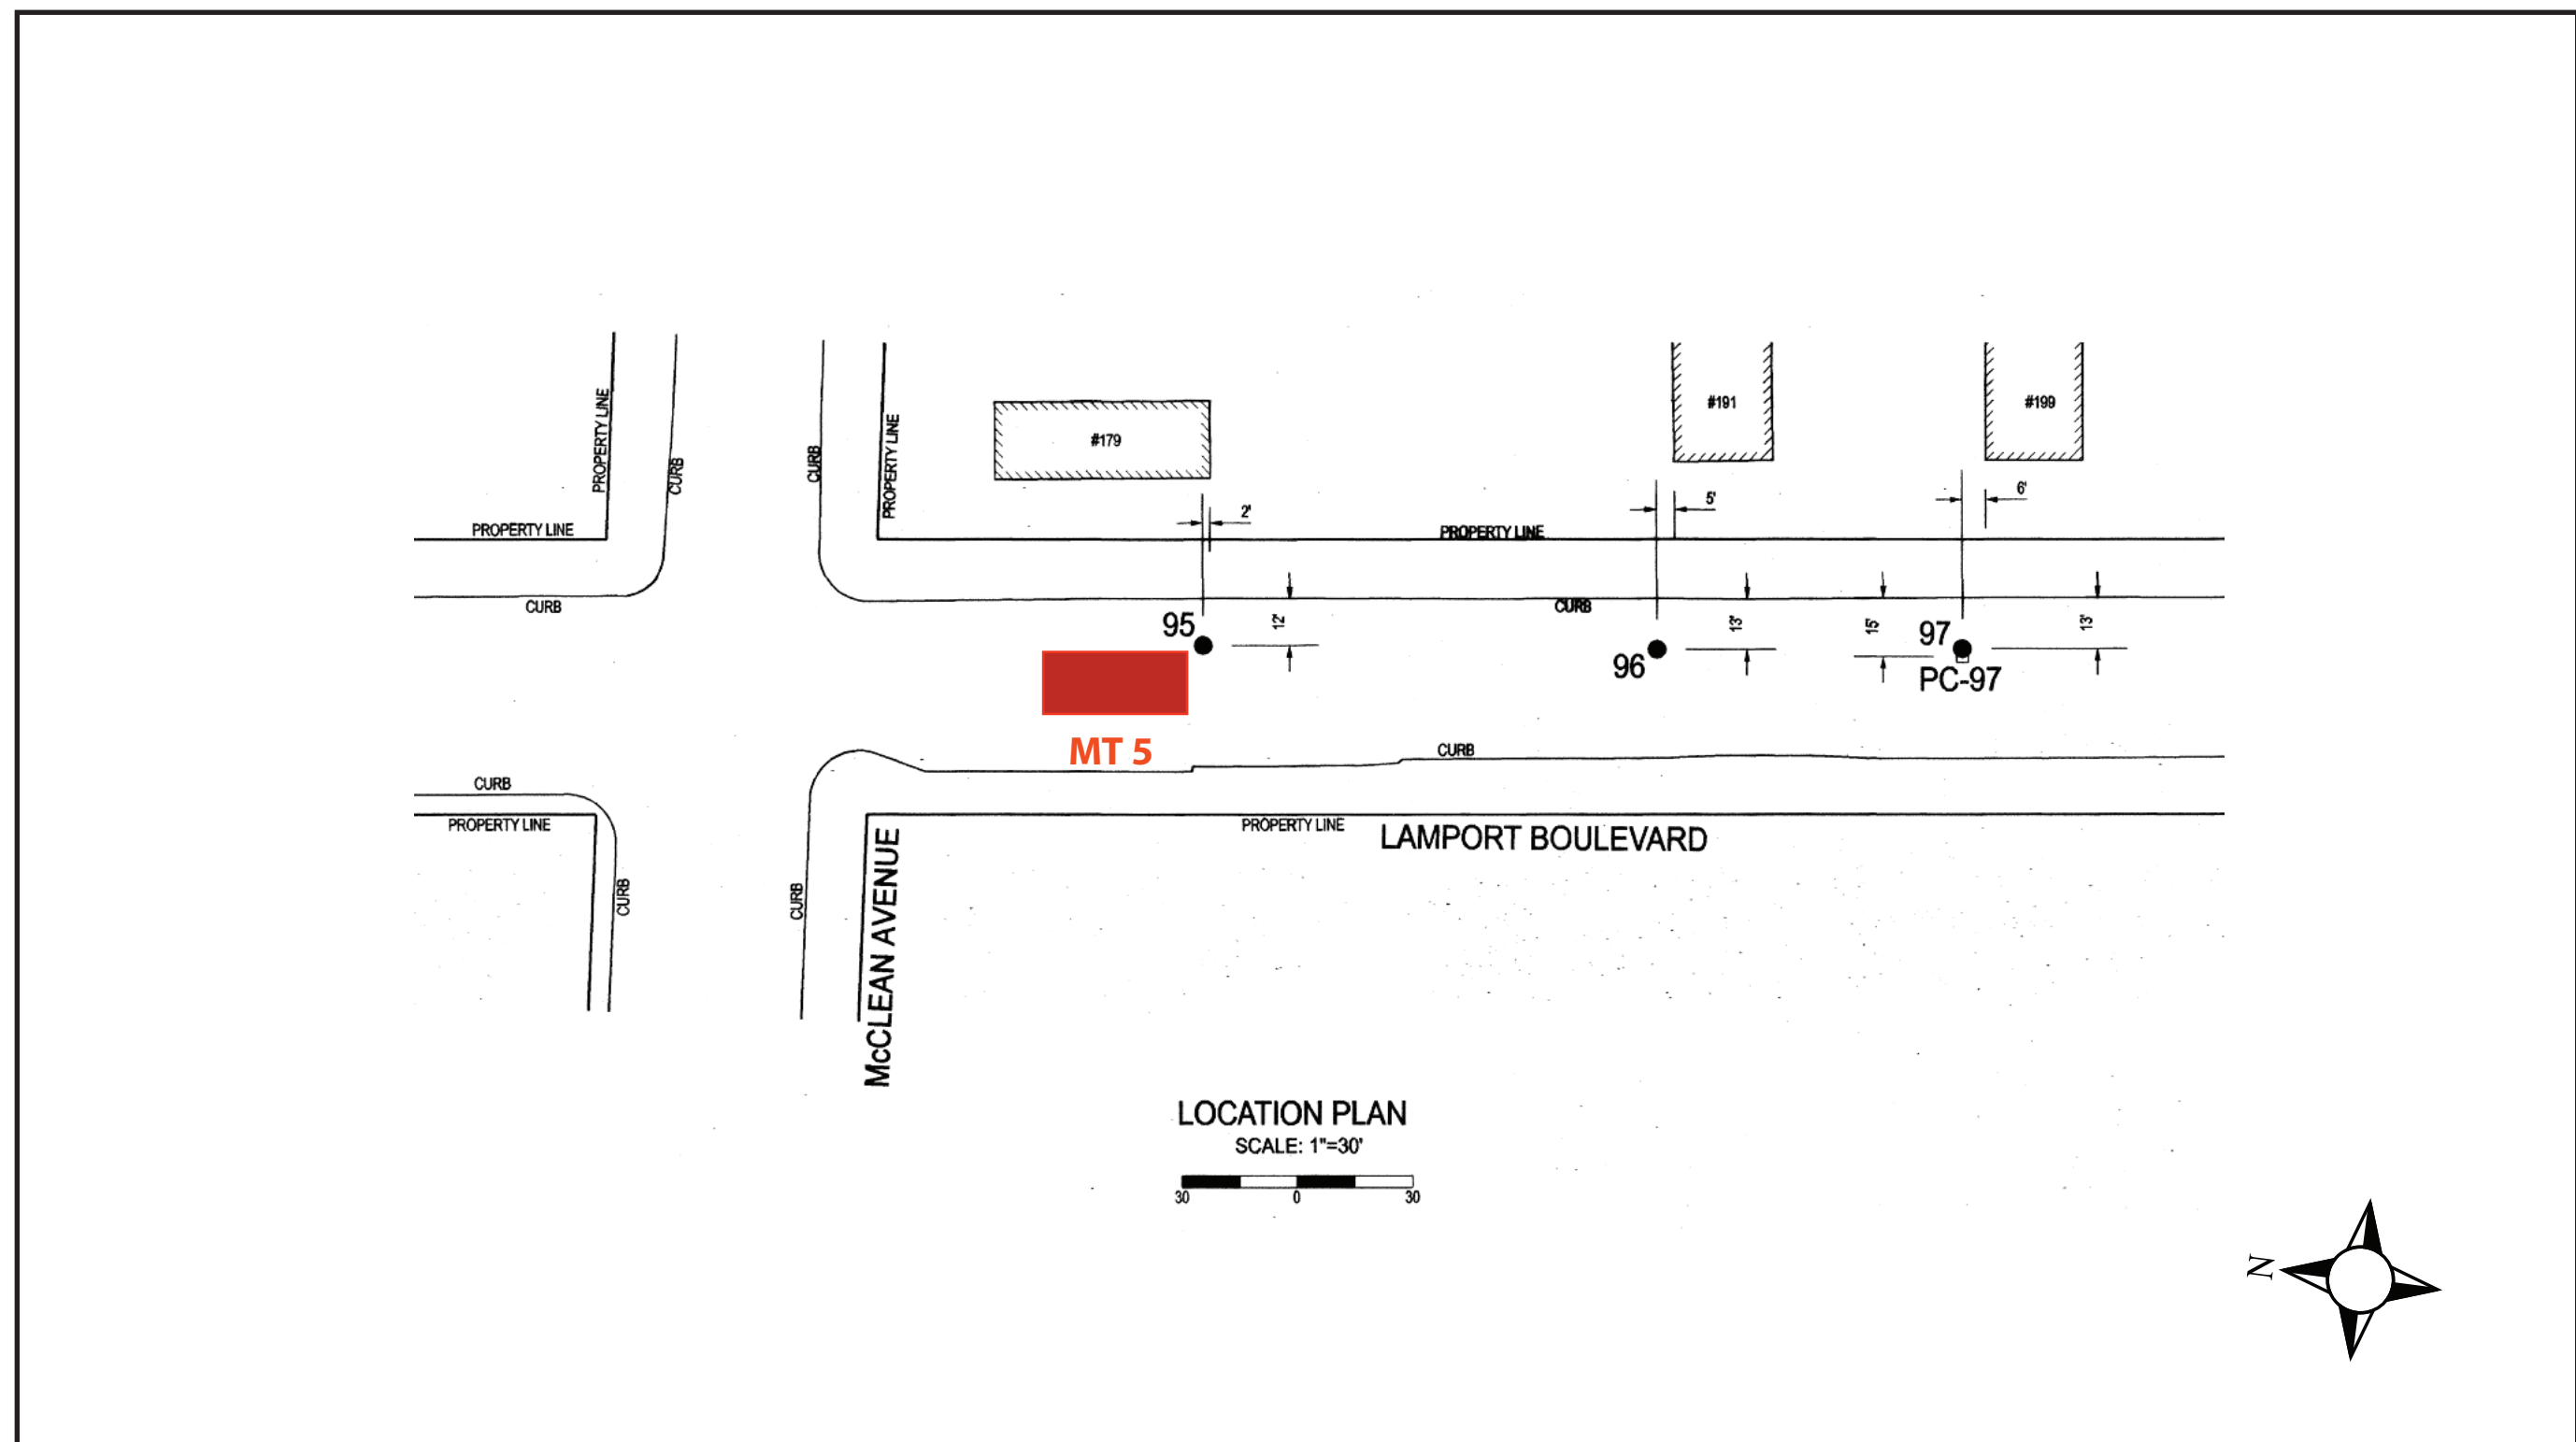 #191
#199
PROPERTY LINE
CURB
CURB
PROPERTY LINE
#179
2'
5'
6'
PROPERTY LINE
PROPERTY LINE
CURB
CURB
95
12'
13'
15'
97
13'
96
PC-97
MT 5
CURB
CURB
PROPERTY LINE
PROPERTY LINE
LAMPORT BOULEVARD
CURB
CURB
McCLEAN AVENUE
LOCATION PLAN
SCALE: 1"=30'
30 0 30
N